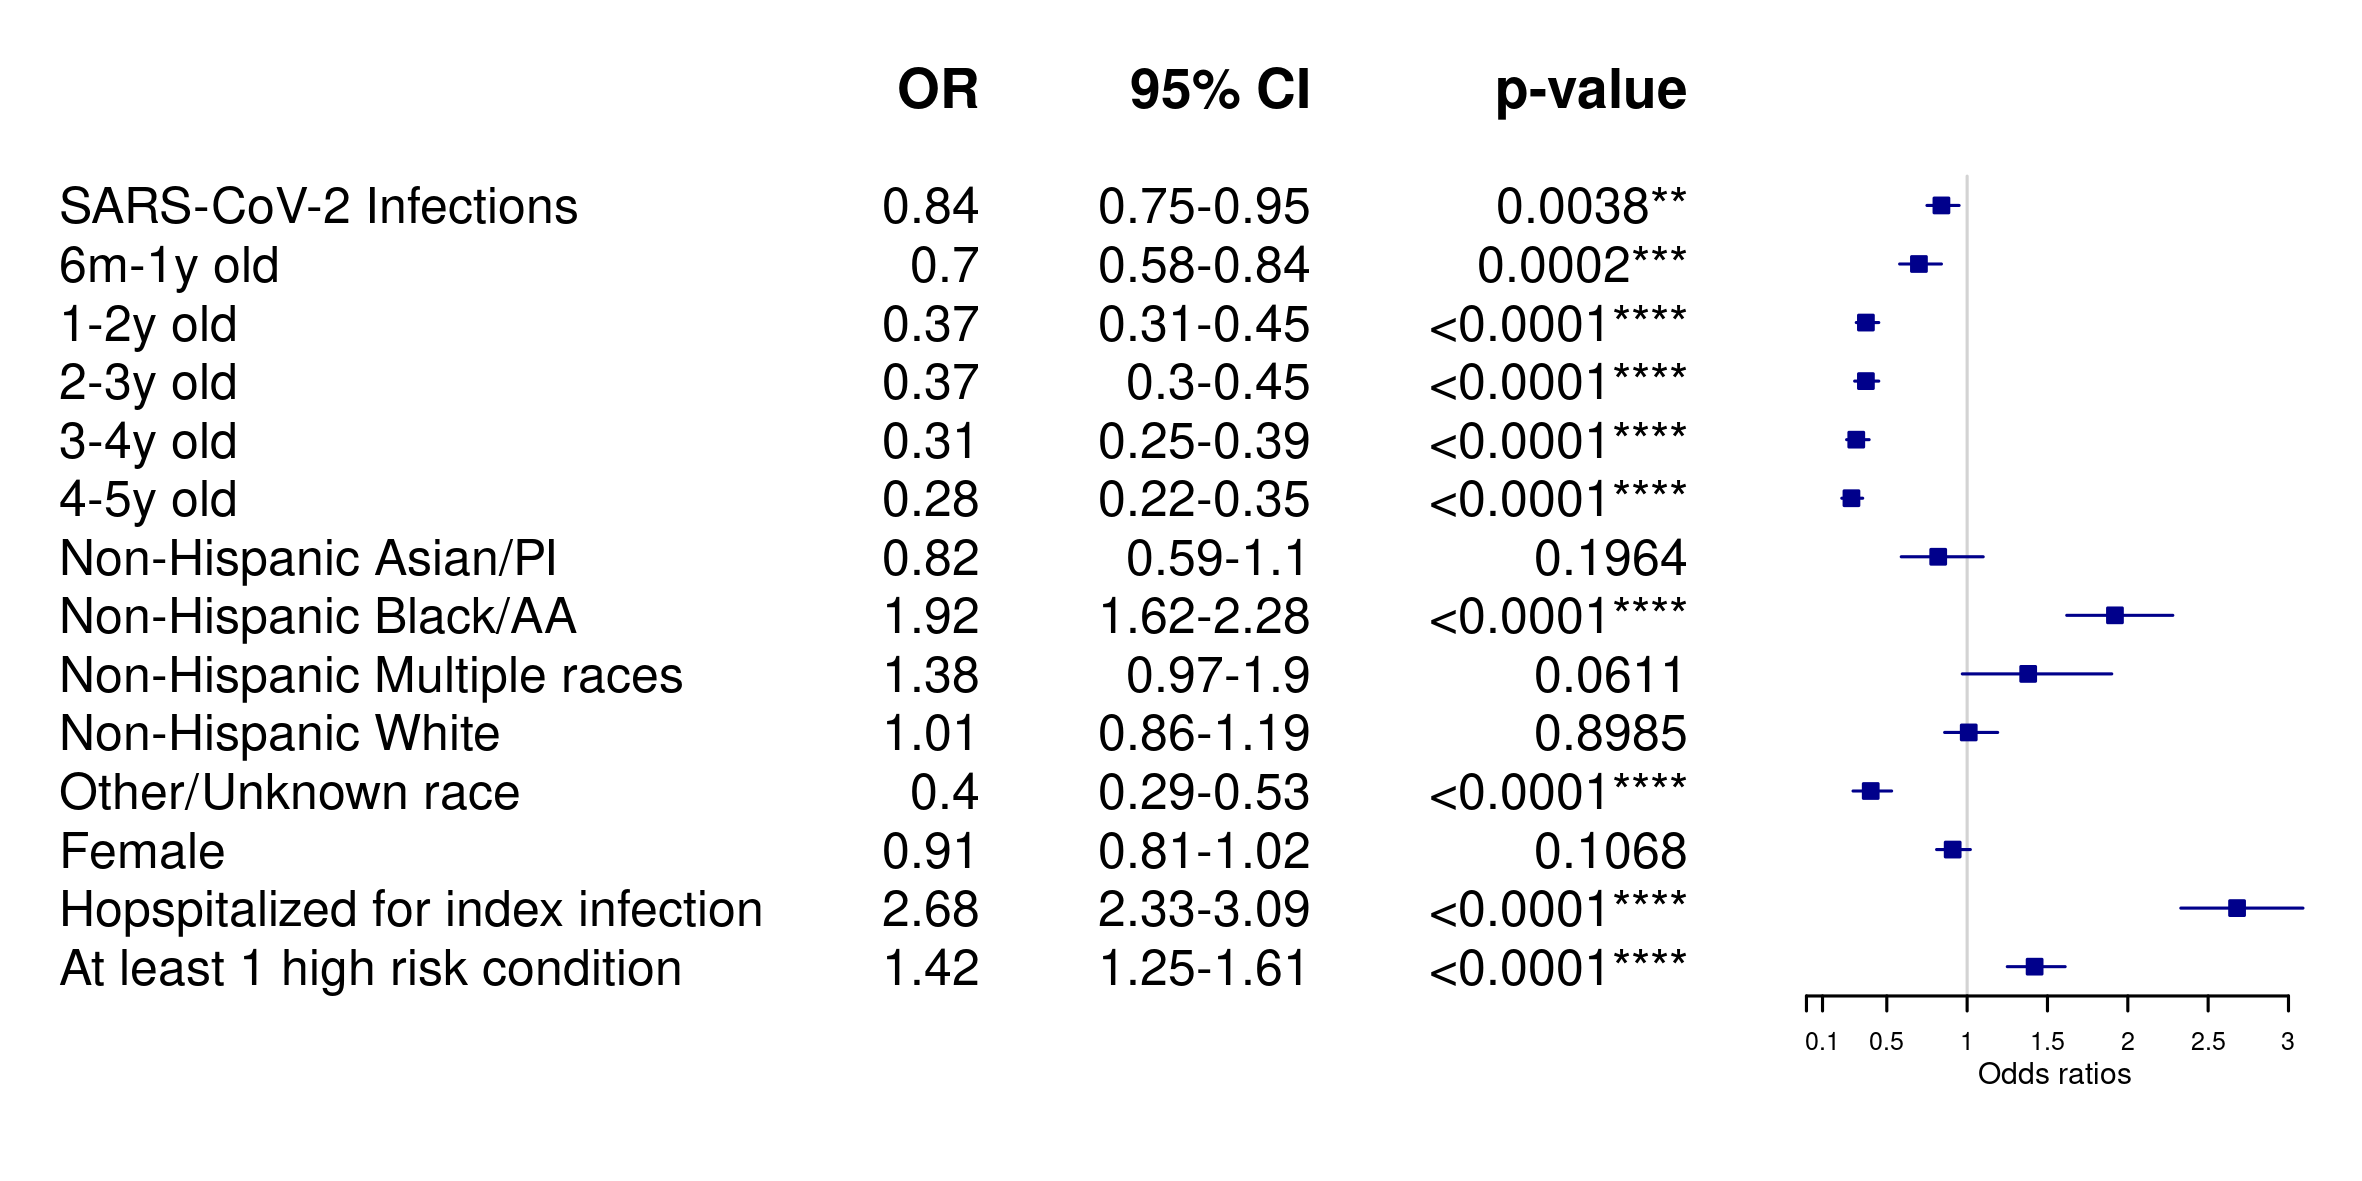 OR 95% CI p-value
SARS-CoV-2 Infections 0.84 0.75-0.95 0.0038**
6m-1y old 0.7 0.58-0.84 0.0002***
1-2y old 0.37 0.31-0.45 <0.0001****
2-3y old 0.37 0.3-0.45 <0.0001****
3-4y old 0.31 0.25-0.39 <0.0001****
4-5y old 0.28 0.22-0.35 <0.0001****
Non-Hispanic Asian/PI 0.82 0.59-1.1 0.1964
Non-Hispanic Black/AA 1.92 1.62-2.28 <0.0001****
Non-Hispanic Multiple races 1.38 0.97-1.9 0.0611
Non-Hispanic White 1.01 0.86-1.19 0.8985
Other/Unknown race 0.4 0.29-0.53 <0.0001****
Female 0.91 0.81-1.02 0.1068
Hopspitalized for index infection 2.68 2.33-3.09 <0.0001****
At least 1 high risk condition 1.42 1.25-1.61 <0.0001****
0.1 0.5 1 1.5 2 2.5 3
Odds ratios